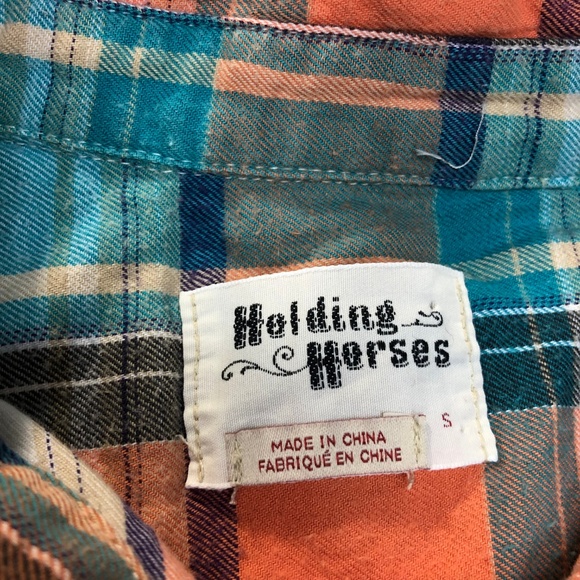 Holding
Horses
S
MADE IN CHINA
FABRIQUÉ EN CHINE